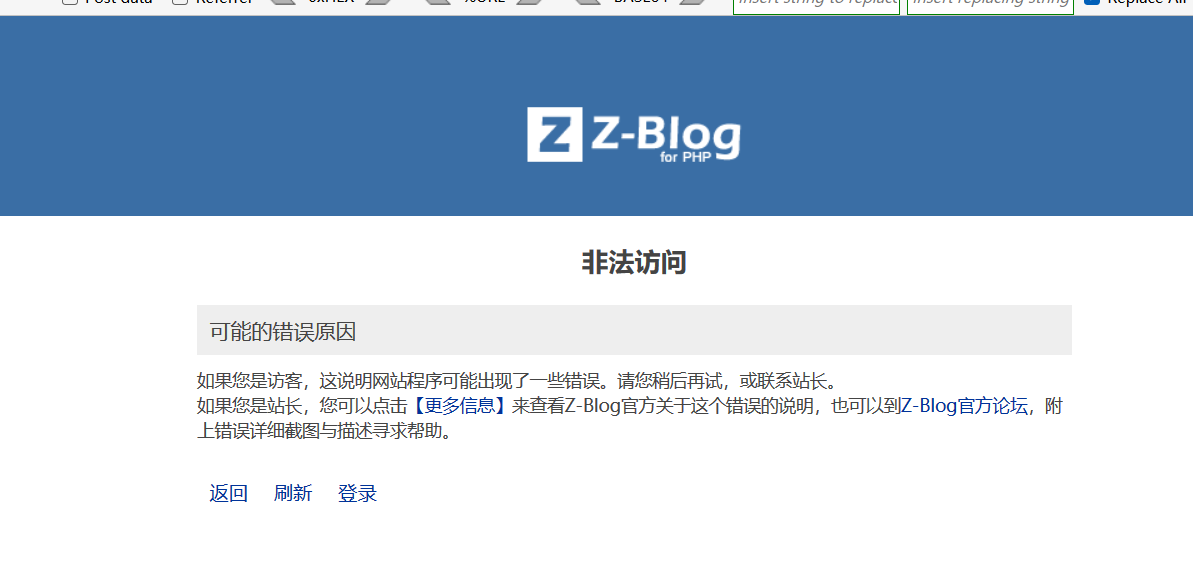 Post data Referrer 0xHEX %URL BASE64 Insert string to replace Insert replacing string Replace All
Z Z-Blog
for PHP
非法访问
可能的错误原因
如果您是访客，这说明网站程序可能出现了一些错误。请您稍后再试，或联系站长。
如果您是站长，您可以点击【更多信息】来查看Z-Blog官方关于这个错误的说明，也可以到Z-Blog官方论坛，附
上错误详细截图与描述寻求帮助。
返回 刷新 登录